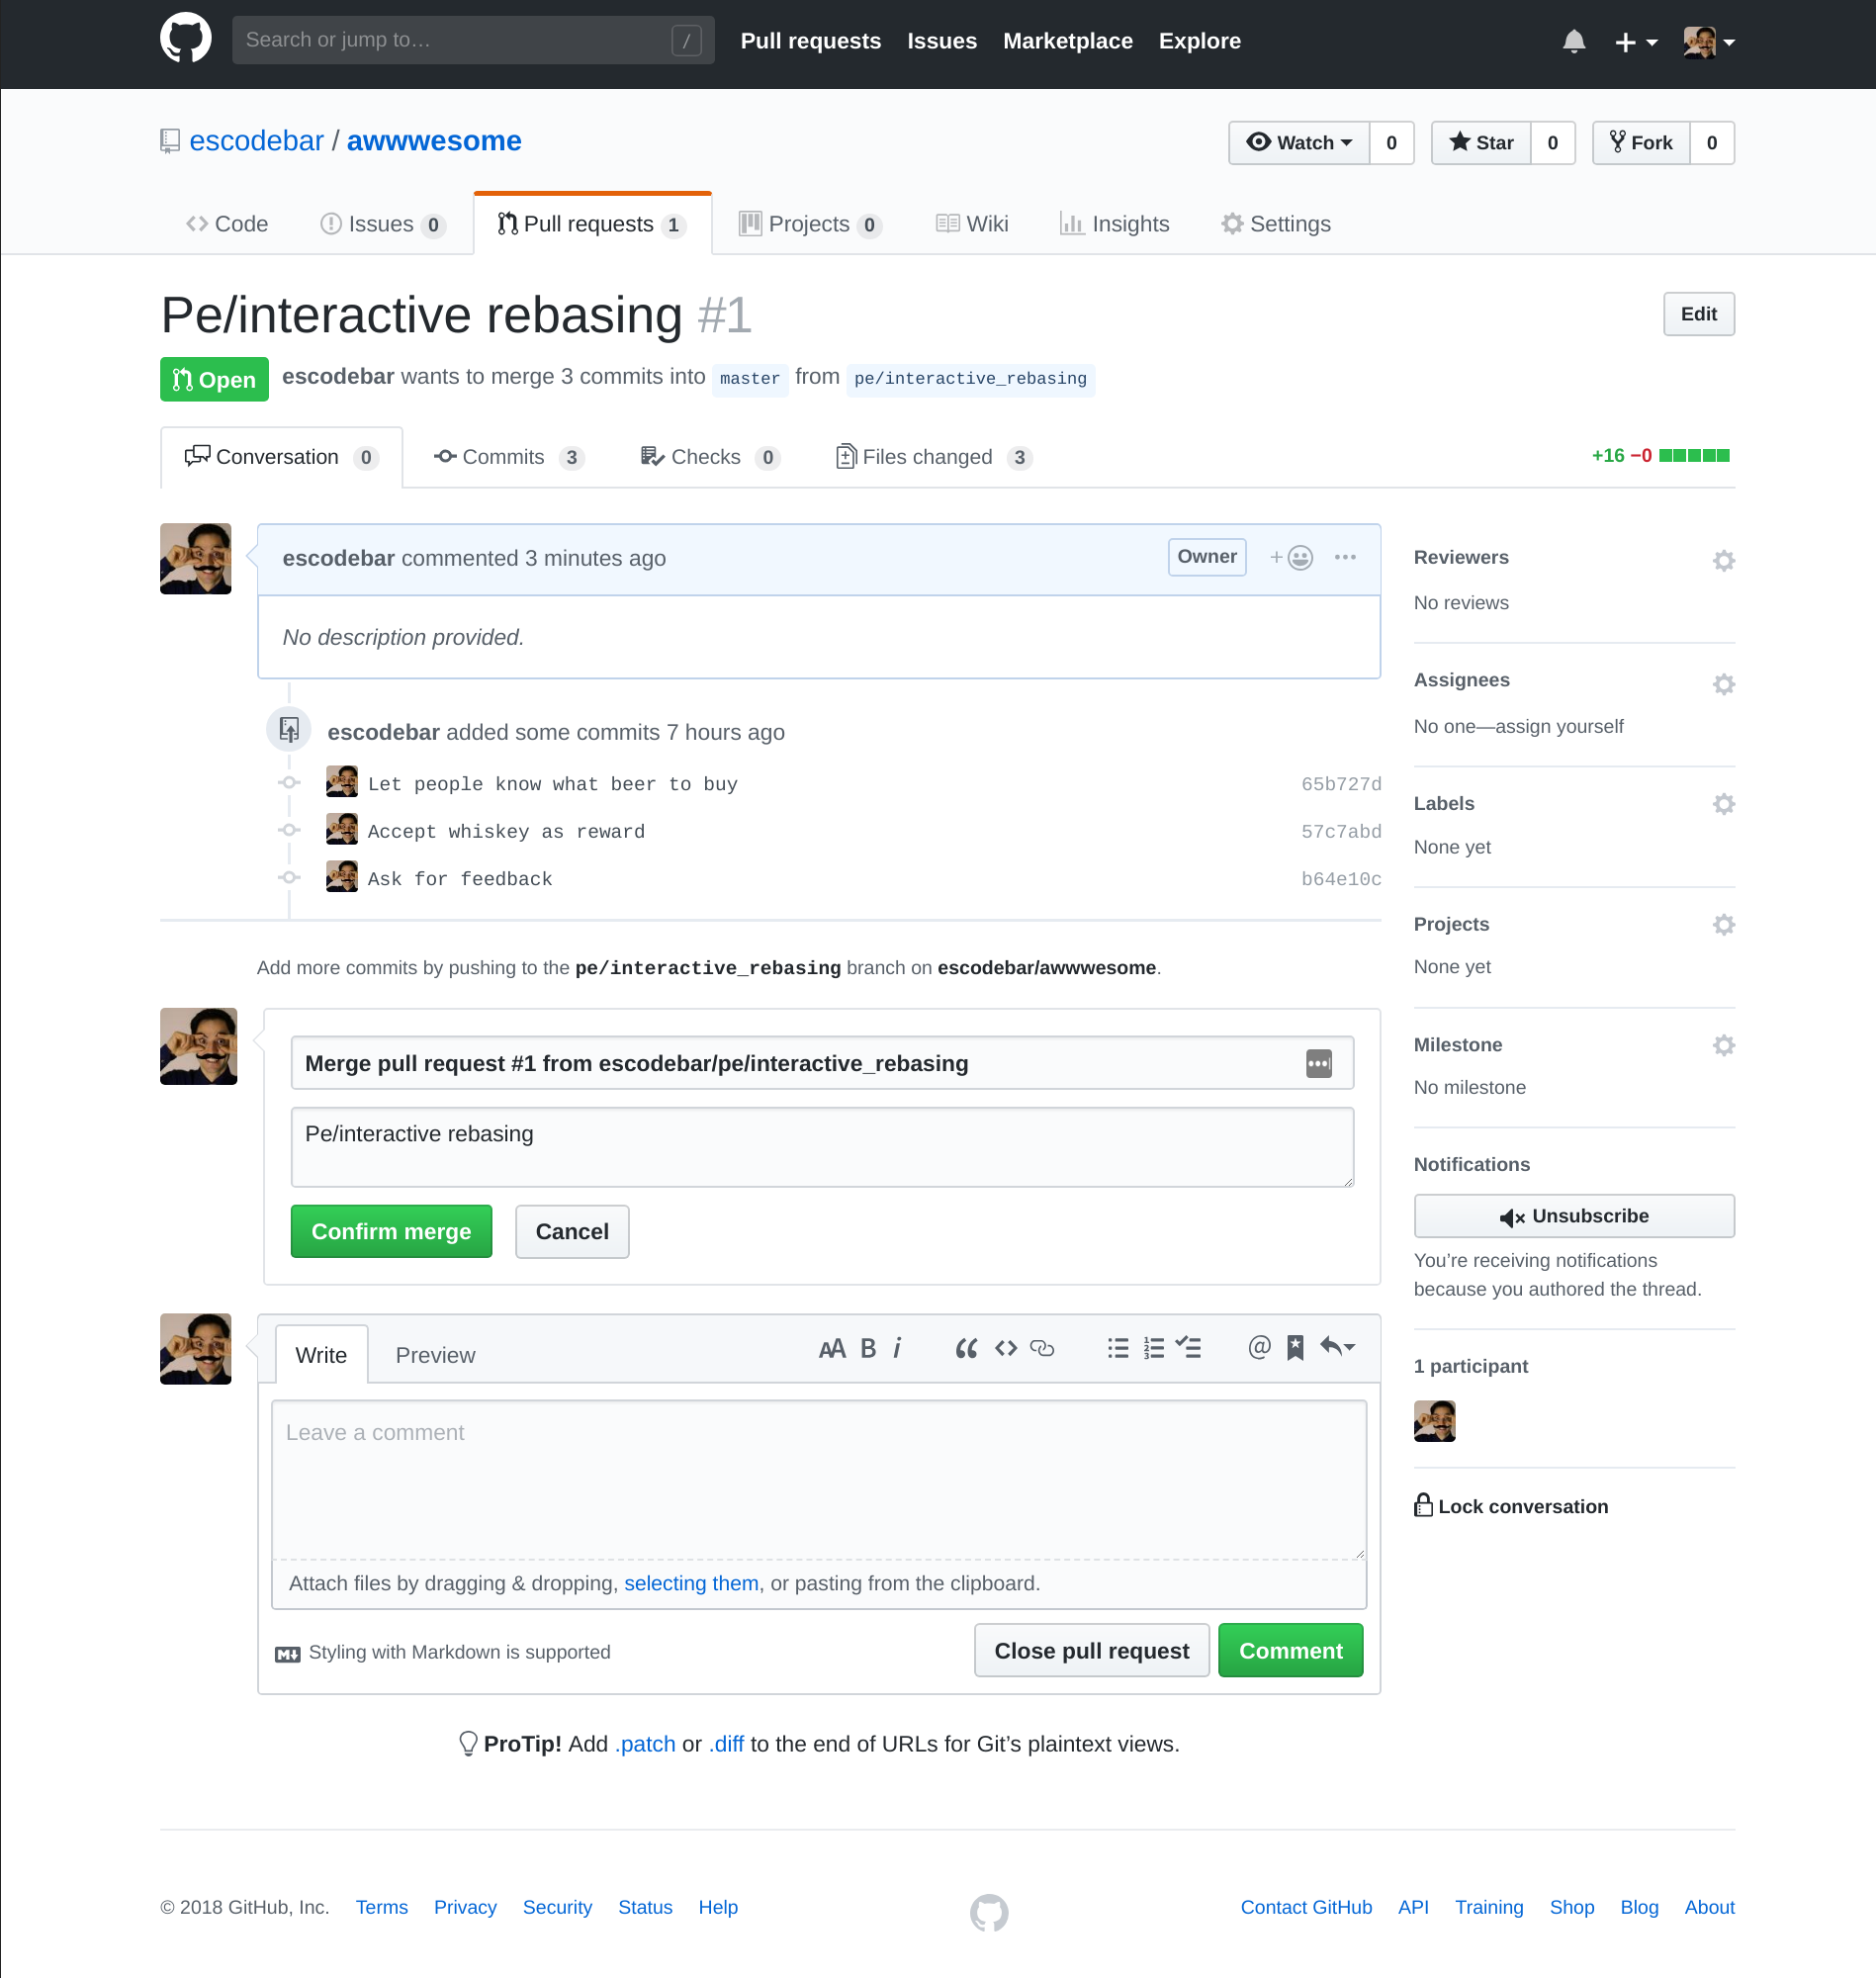 Search or jump to… /
Pull requests Issues Marketplace Explore
escodebar / awwwesome
Watch 0 Star 0 Fork 0
Code Issues 0 Pull requests 1 Projects 0 Wiki Insights Settings
Pe/interactive rebasing #1
Edit
Open escodebar wants to merge 3 commits into master from pe/interactive_rebasing
Conversation 0 Commits 3 Checks 0 Files changed 3
+16 −0
escodebar commented 3 minutes ago
Owner
No description provided.
escodebar added some commits 7 hours ago
Let people know what beer to buy 65b727d
Accept whiskey as reward 57c7abd
Ask for feedback b64e10c
Add more commits by pushing to the pe/interactive_rebasing branch on escodebar/awwwesome.
Merge pull request #1 from escodebar/pe/interactive_rebasing
Pe/interactive rebasing
Confirm merge Cancel
Write Preview
Leave a comment
Attach files by dragging & dropping, selecting them, or pasting from the clipboard.
Styling with Markdown is supported
Close pull request Comment
ProTip! Add .patch or .diff to the end of URLs for Git’s plaintext views.
Reviewers
No reviews
Assignees
No one—assign yourself
Labels
None yet
Projects
None yet
Milestone
No milestone
Notifications
Unsubscribe
You’re receiving notifications
because you authored the thread.
1 participant
Lock conversation
© 2018 GitHub, Inc. Terms Privacy Security Status Help
Contact GitHub API Training Shop Blog About